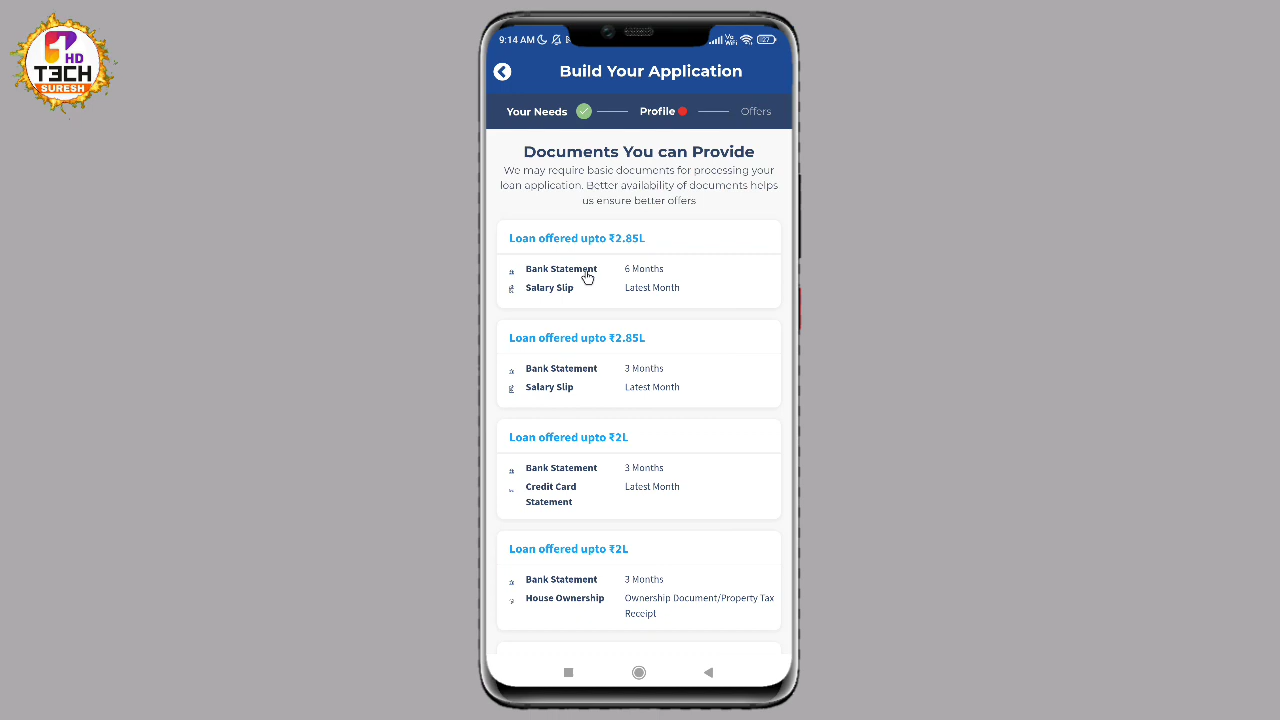 HD
TECH
SURESH
9:14 AM
Vo
WiFi
27
Build Your Application
Your Needs
Profile
Offers
Documents You can Provide
We may require basic documents for processing your
loan application. Better availability of documents helps
us ensure better offers
Loan offered upto ₹2.85L
Bank Statement 6 Months
Salary Slip Latest Month
Loan offered upto ₹2.85L
Bank Statement 3 Months
Salary Slip Latest Month
Loan offered upto ₹2L
Bank Statement 3 Months
Credit Card Latest Month
Statement
Loan offered upto ₹2L
Bank Statement 3 Months
House Ownership Ownership Document/Property Tax
Receipt